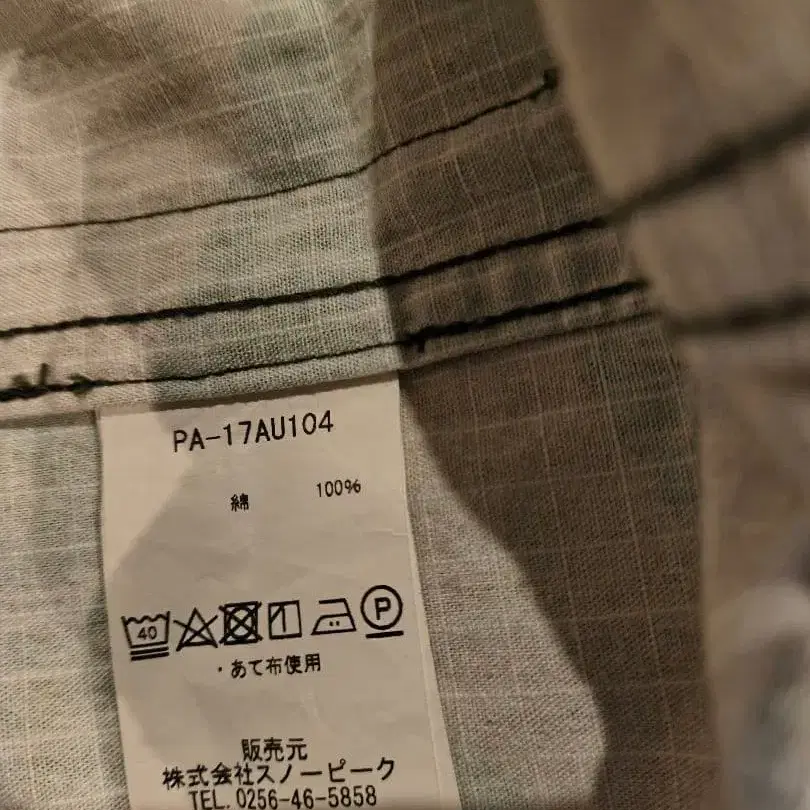 PA-17AU104
綿 100%
40 P
・あて布使用
販売元
株式会社スノーピーク
TEL.0256-46-5858